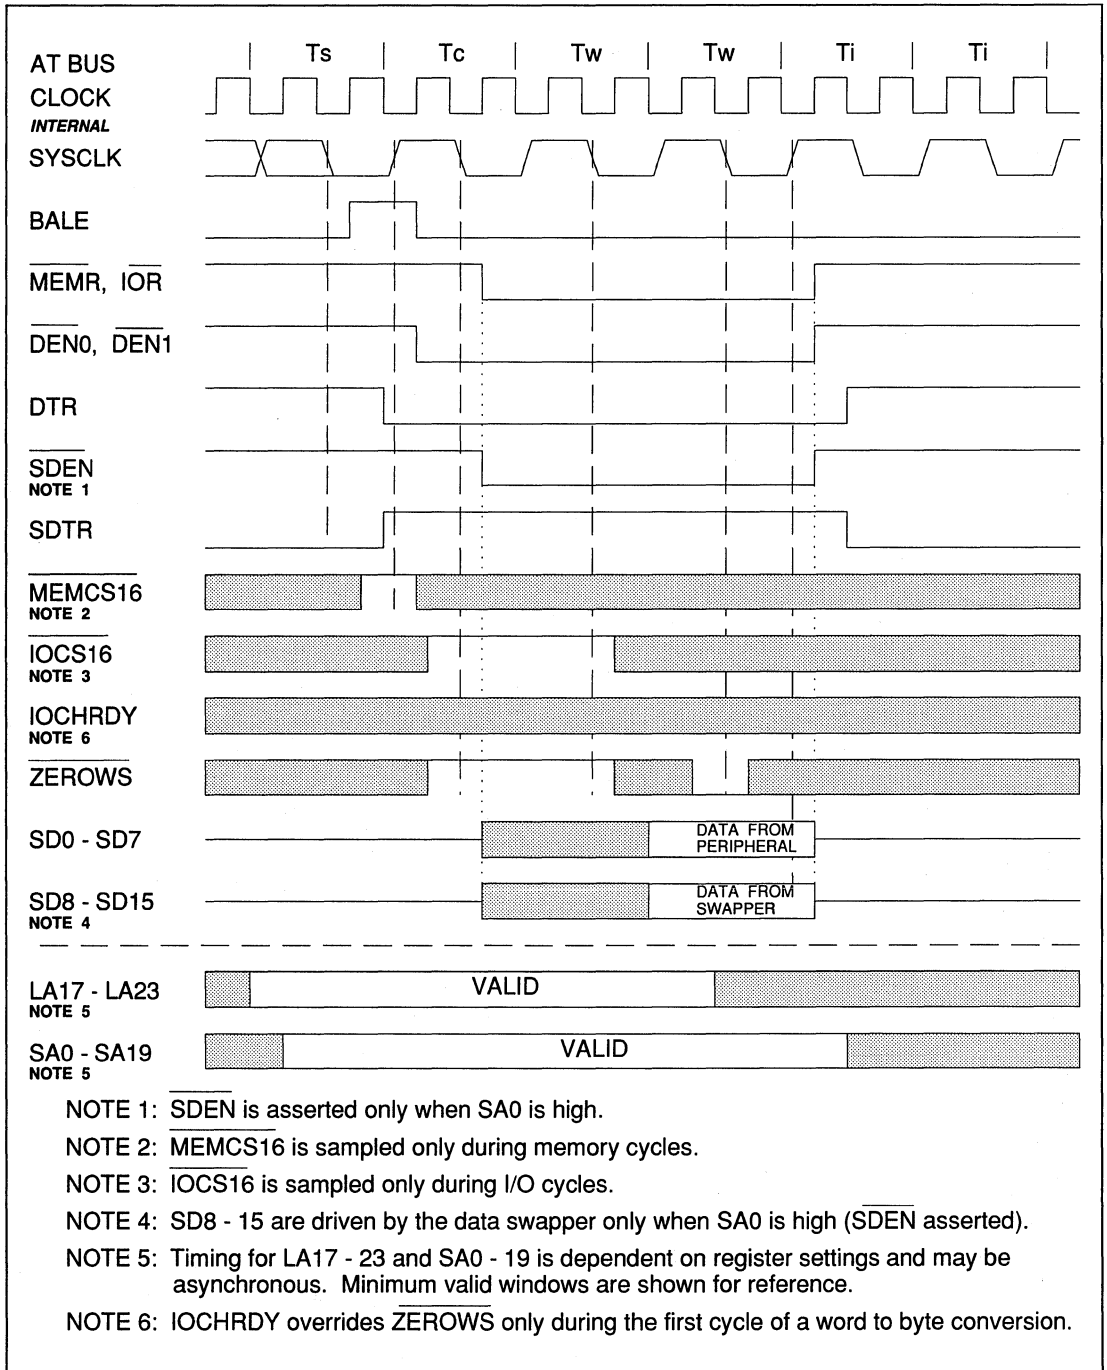 Ts Tc Tw Tw Ti Ti
AT BUS
CLOCK
INTERNAL
SYSCLK
BALE
MEMR, IOR
DEN0, DEN1
DTR
SDEN
NOTE 1
SDTR
MEMCS16
NOTE 2
IOCS16
NOTE 3
IOCHRDY
NOTE 6
ZEROWS
SD0 - SD7
DATA FROM
PERIPHERAL
SD8 - SD15
NOTE 4
DATA FROM
SWAPPER
LA17 - LA23
NOTE 5
VALID
SA0 - SA19
NOTE 5
VALID
NOTE 1: SDEN is asserted only when SA0 is high.
NOTE 2: MEMCS16 is sampled only during memory cycles.
NOTE 3: IOCS16 is sampled only during I/O cycles.
NOTE 4: SD8 - 15 are driven by the data swapper only when SA0 is high (SDEN asserted).
NOTE 5: Timing for LA17 - 23 and SA0 - 19 is dependent on register settings and may be
asynchronous. Minimum valid windows are shown for reference.
NOTE 6: IOCHRDY overrides ZEROWS only during the first cycle of a word to byte conversion.